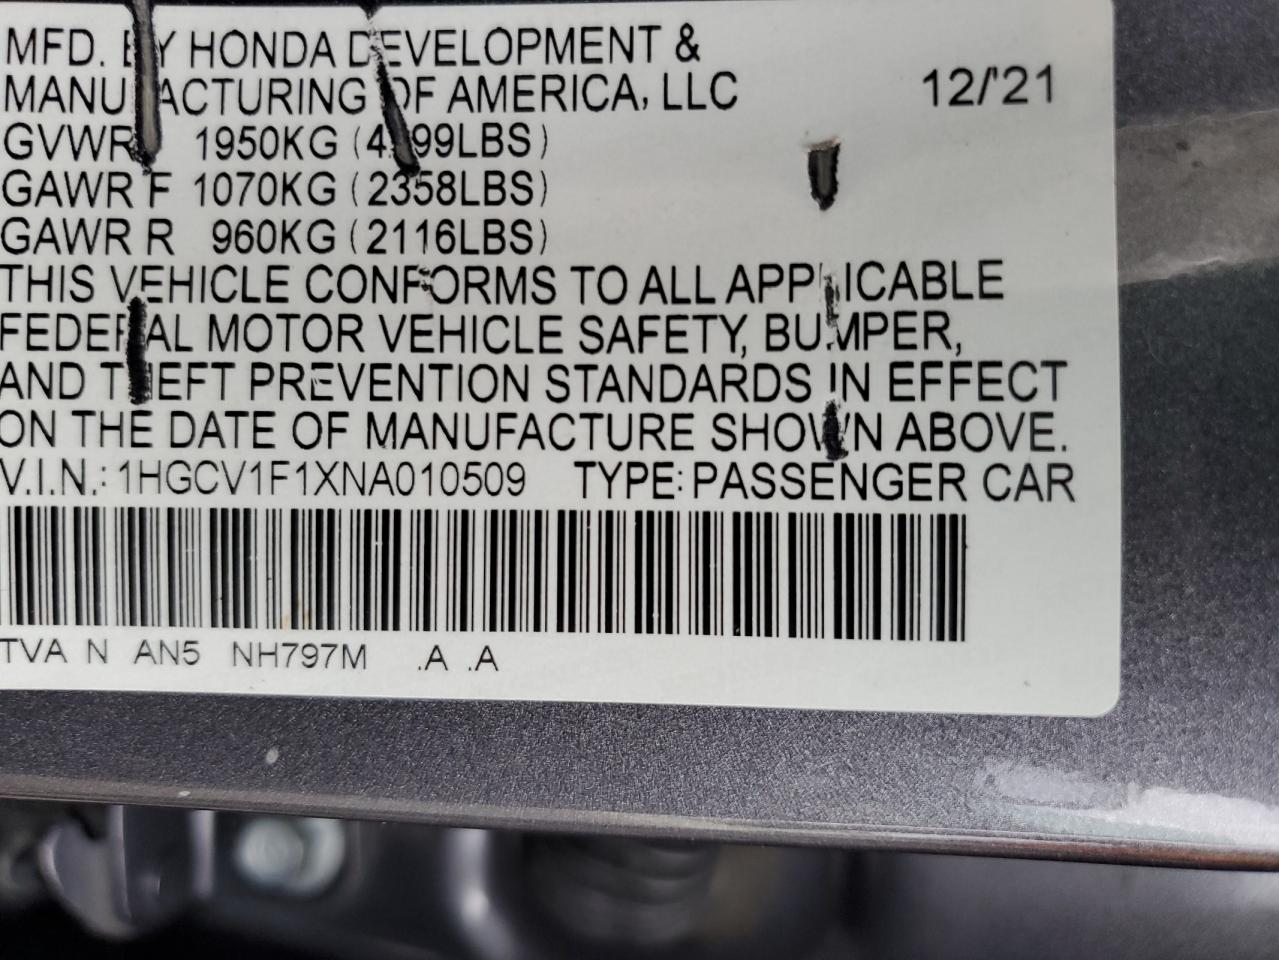 MFD. BY HONDA DEVELOPMENT &
MANUFACTURING OF AMERICA, LLC 12/'21
GVWR 1950KG
GAWR F 1070KG (2358LBS)
GAWR R 960KG (2116LBS)
THIS VEHICLE CONFORMS TO ALL APPLICABLE
FEDERAL MOTOR VEHICLE SAFETY, BUMPER,
AND THEFT PREVENTION STANDARDS IN EFFECT
ON THE DATE OF MANUFACTURE SHOWN ABOVE.
V.I.N.: 1HGCV1F1XNA010509 TYPE: PASSENGER CAR
TVA N AN5 NH797M .A .A